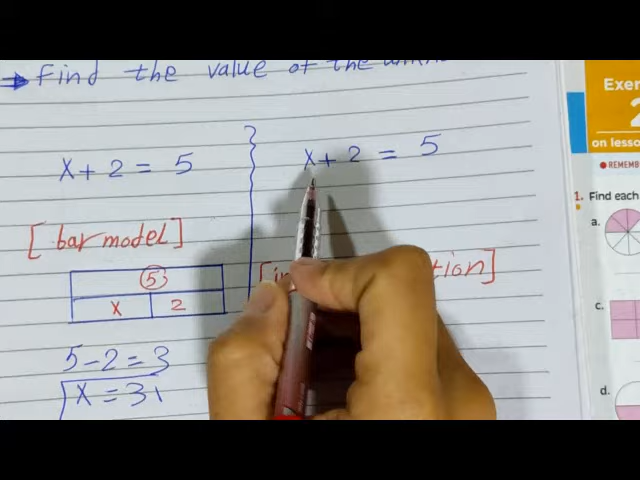 → Find the value of the
x + 2 = 5
[bar model]
5
x 2
5 - 2 = 3
x = 3
x + 2 = 5
Exer
2
on lesso
REMEMB
1. Find each
a.
c.
d.